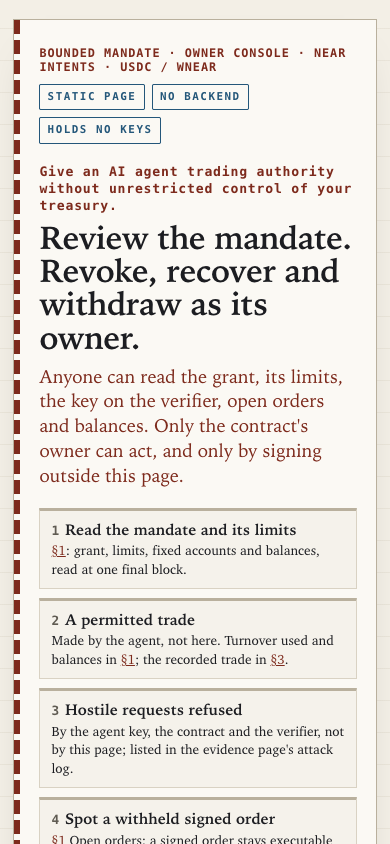 BOUNDED MANDATE · OWNER CONSOLE · NEAR
INTENTS · USDC / WNEAR
STATIC PAGE NO BACKEND
HOLDS NO KEYS
Give an AI agent trading authority
without unrestricted control of your
treasury.
Review the mandate.
Revoke, recover and
withdraw as its
owner.
Anyone can read the grant, its limits,
the key on the verifier, open orders
and balances. Only the contract's
owner can act, and only by signing
outside this page.
1 Read the mandate and its limits
§1: grant, limits, fixed accounts and balances,
read at one final block.
2 A permitted trade
Made by the agent, not here. Turnover used and
balances in §1; the recorded trade in §3.
3 Hostile requests refused
By the agent key, the contract and the verifier, not
by this page; listed in the evidence page's attack
log.
4 Spot a withheld signed order
§1 Open orders: a signed order stays executable